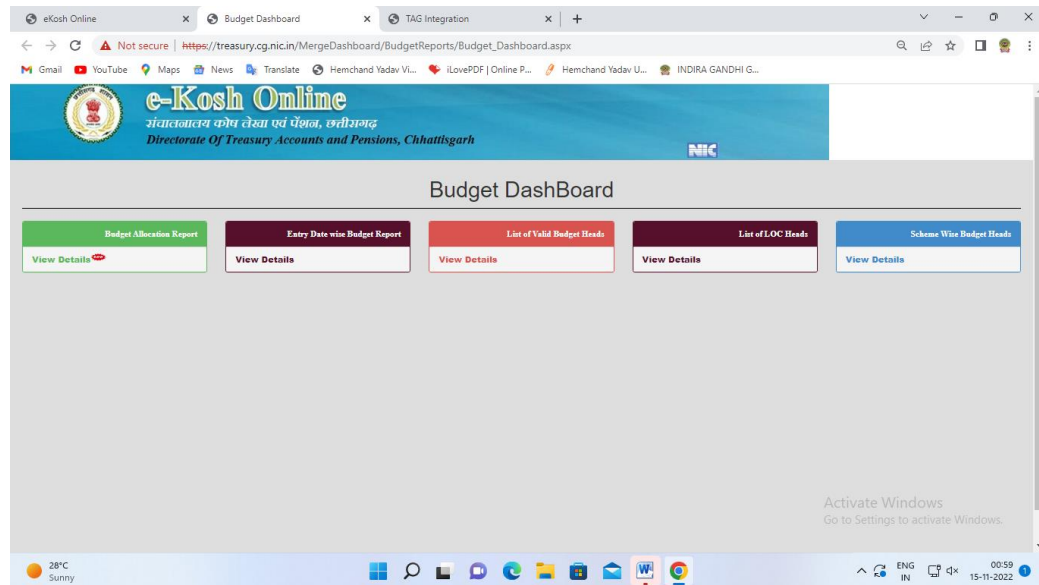 eKosh Online
Budget Dashboard
TAG Integration
Not secure | https://treasury.cg.nic.in/MergeDashboard/BudgetReports/Budget_Dashboard.aspx
Gmail YouTube Maps News Translate Hemchand Yadav Vi... iLovePDF | Online P... Hemchand Yadav U... INDIRA GANDHI G...
e-Kosh Online
संचालनालय कोष लेखा एवं पेंशन, छत्तीसगढ़
Directorate Of Treasury Accounts and Pensions, Chhattisgarh
NIC
Budget DashBoard
Budget Allocation Report
View Details
Entry Date wise Budget Report
View Details
List of Valid Budget Heads
View Details
List of LOC Heads
View Details
Scheme Wise Budget Heads
View Details
Activate Windows
Go to Settings to activate Windows.
28°C
Sunny
ENG
IN
00:59
15-11-2022
1